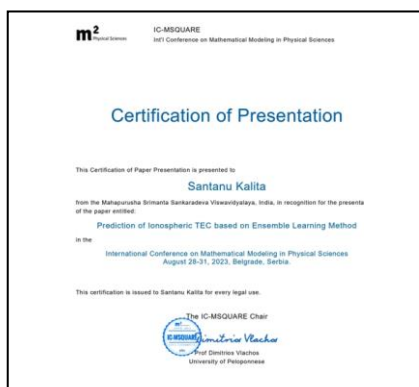 m² Physical Sciences
IC-MSQUARE
Int'l Conference on Mathematical Modeling in Physical Sciences
Certification of Presentation
This Certification of Paper Presentation is presented to
Santanu Kalita
from the Mahapurusha Srimanta Sankaradeva Viswavidyalaya, India, in recognition for the presenta
of the paper entitled:
Prediction of Ionospheric TEC based on Ensemble Learning Method
in the
International Conference on Mathematical Modeling in Physical Sciences
August 28-31, 2023, Belgrade, Serbia.
This certification is issued to Santanu Kalita for every legal use.
The IC-MSQUARE Chair
IC-MSQUARE
Dimitrios Vlachos
Prof Dimitrios Vlachos
University of Peloponnese